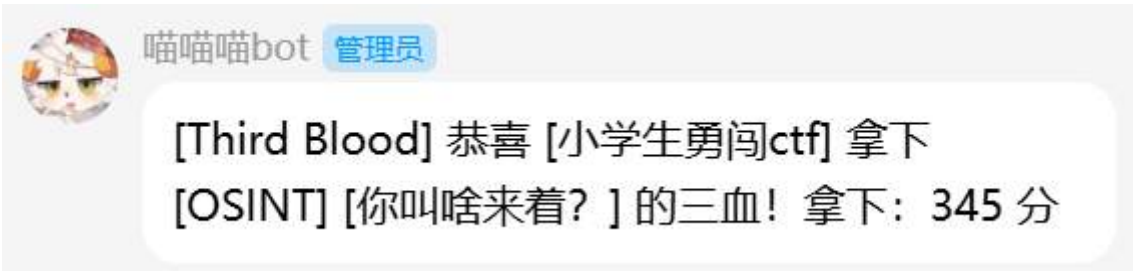 喵喵喵bot 管理员
[Third Blood] 恭喜 [小学生勇闯ctf] 拿下
[OSINT] [你叫啥来着？] 的三血！拿下：345 分